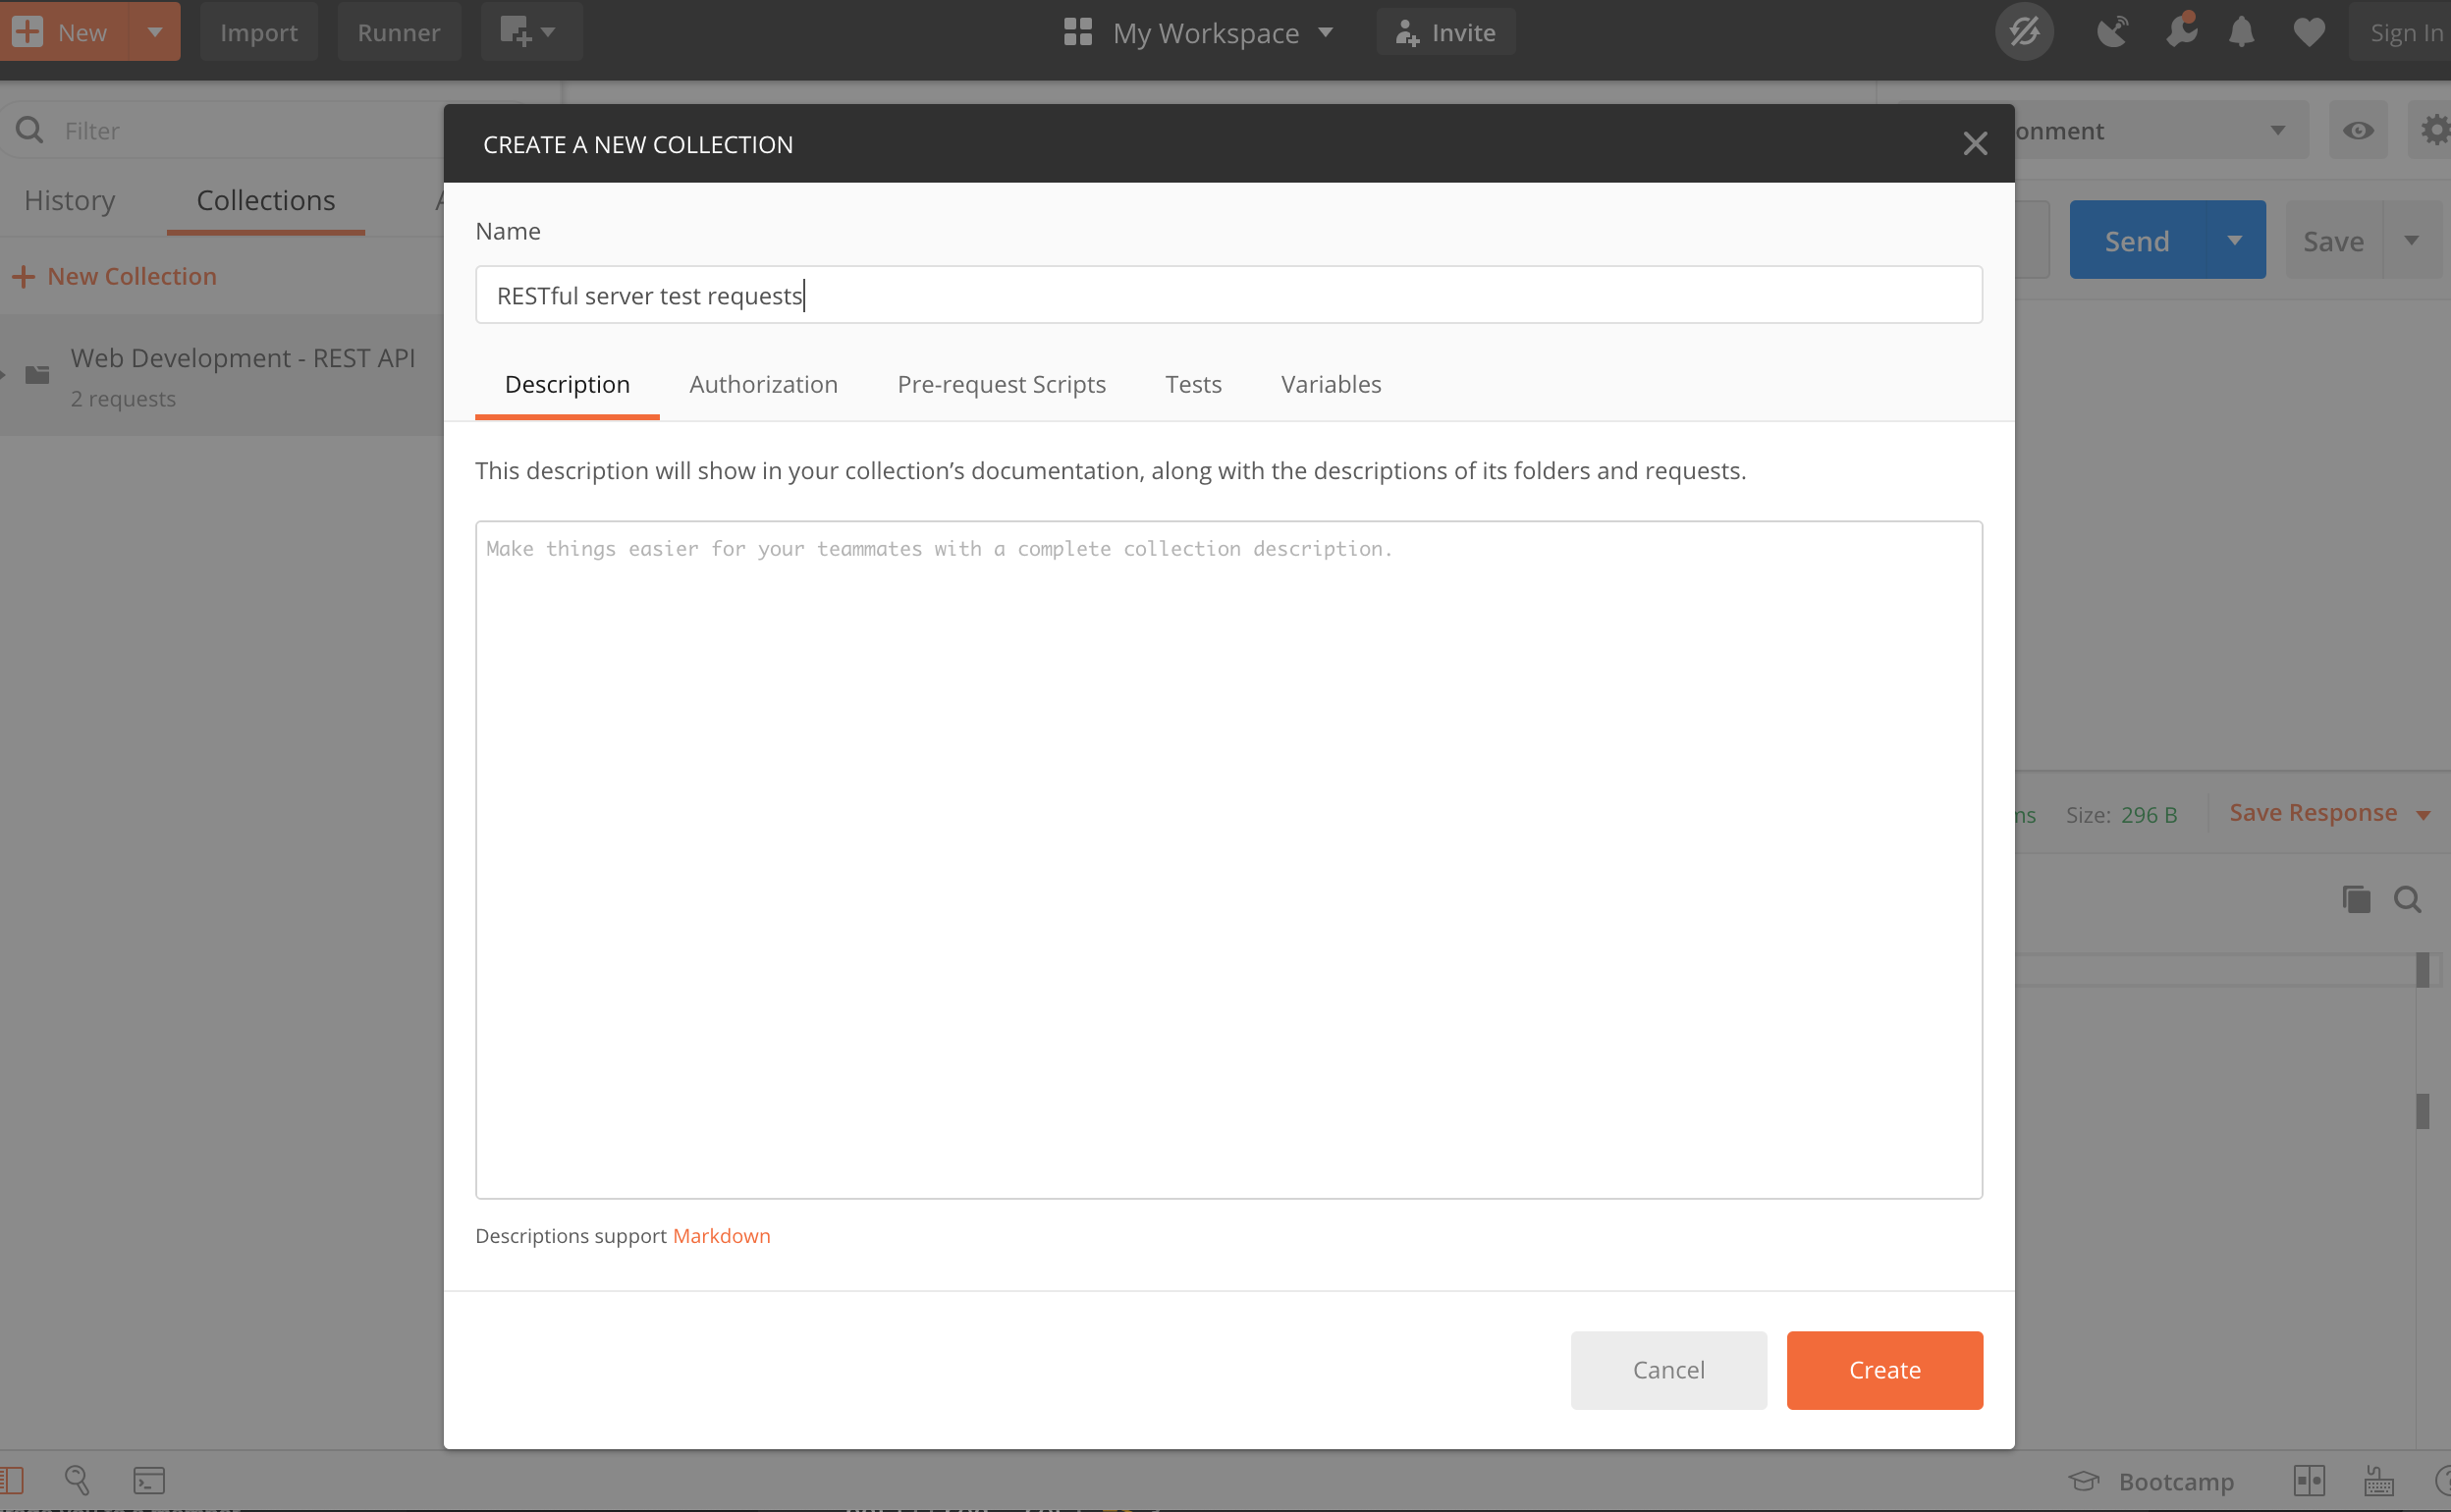 New
Import
Runner
My Workspace
Invite
Sign In
Filter
History
Collections
New Collection
Web Development - REST API
2 requests
CREATE A NEW COLLECTION
Name
RESTful server test requests
Description
Authorization
Pre-request Scripts
Tests
Variables
This description will show in your collection’s documentation, along with the descriptions of its folders and requests.
Make things easier for your teammates with a complete collection description.
Descriptions support Markdown
Cancel
Create
onment
Send
Save
ms Size: 296 B
Save Response
Bootcamp